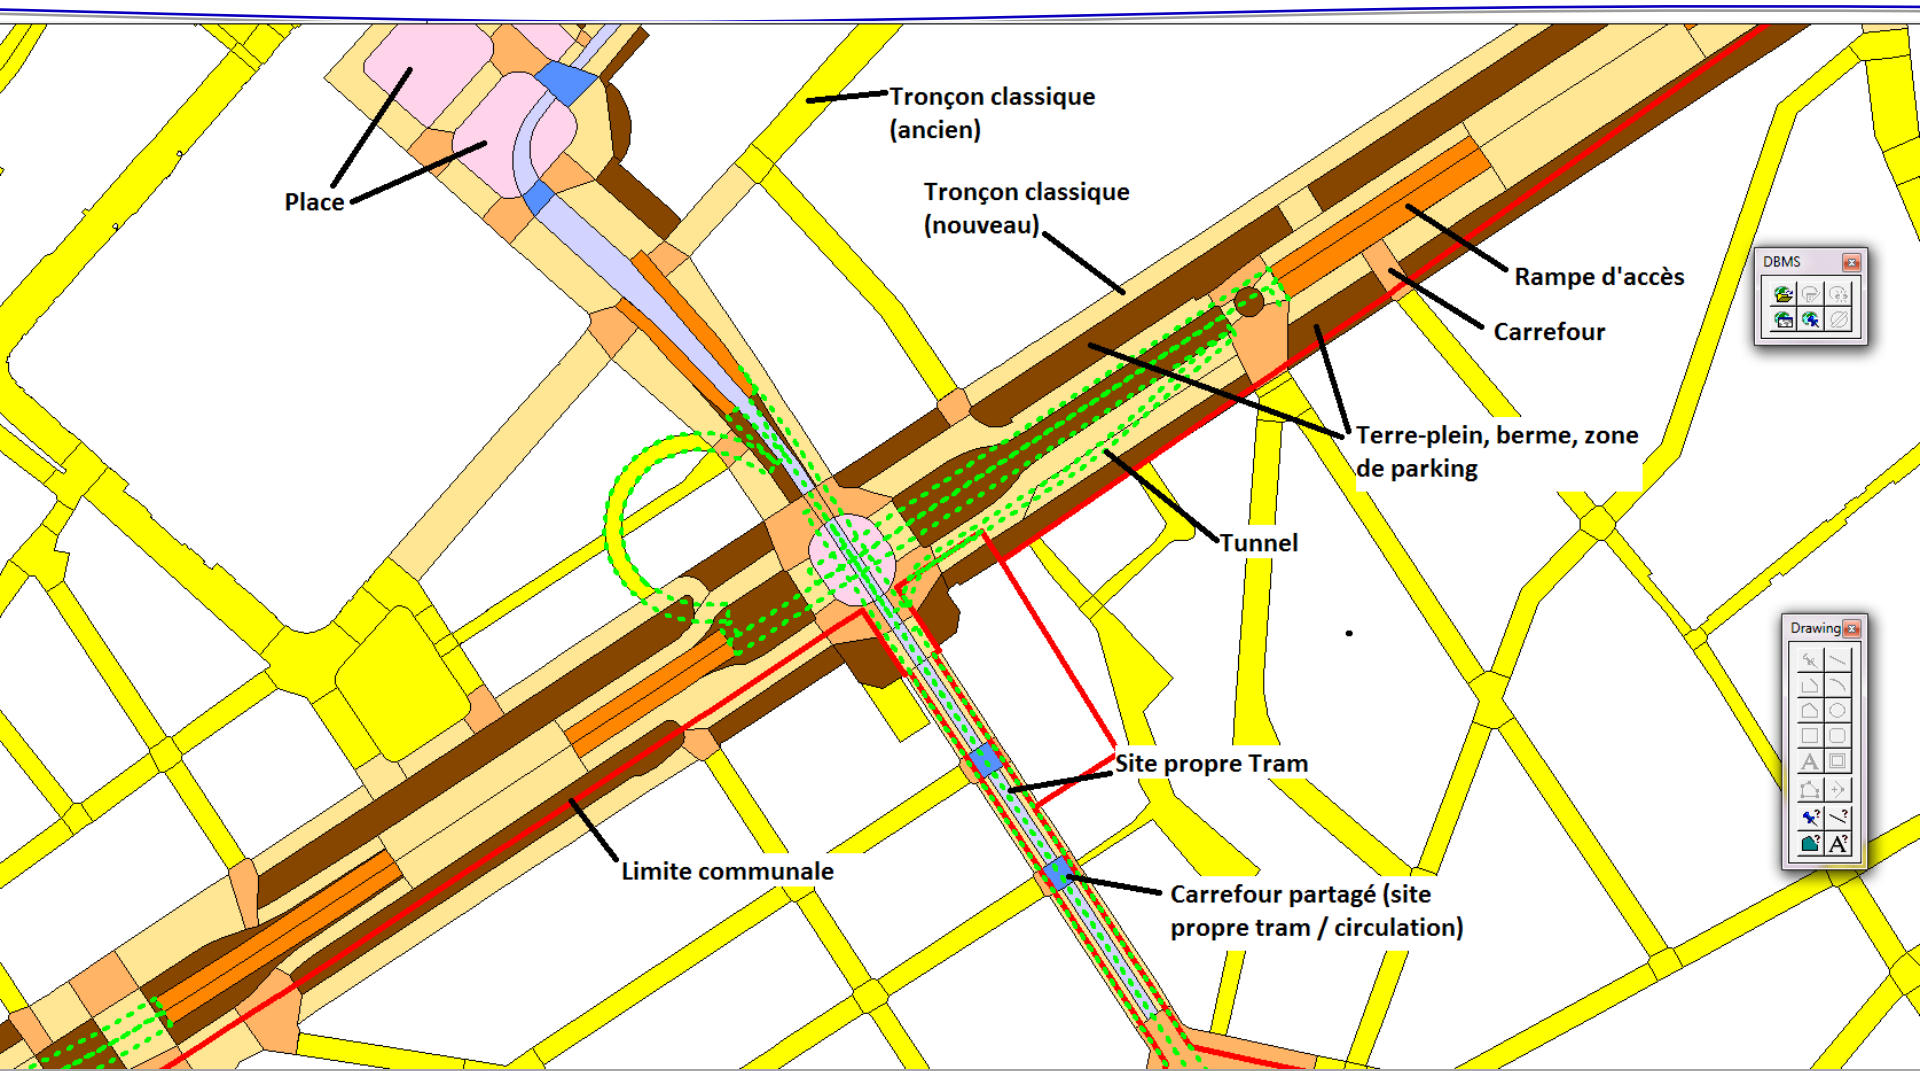 Tronçon classique
(ancien)
Tronçon classique
(nouveau)
Place
DBMS
Rampe d'accès
Carrefour
Terre-plein, berme, zone
de parking
Tunnel
Drawing
Site propre Tram
Limite communale
Carrefour partagé (site
propre tram / circulation)